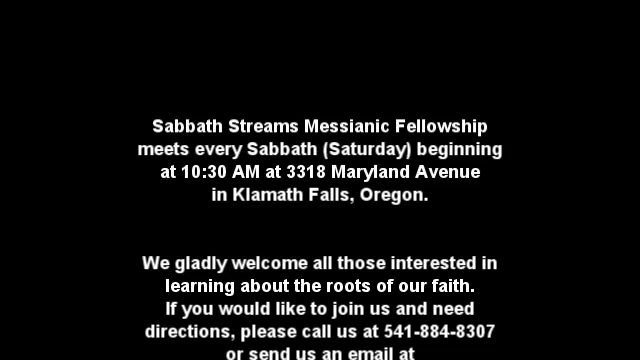 Sabbath Streams Messianic Fellowship
meets every Sabbath (Saturday) beginning
at 10:30 AM at 3318 Maryland Avenue
in Klamath Falls, Oregon.
We gladly welcome all those interested in
learning about the roots of our faith.
If you would like to join us and need
directions, please call us at 541-884-8307
or send us an email at